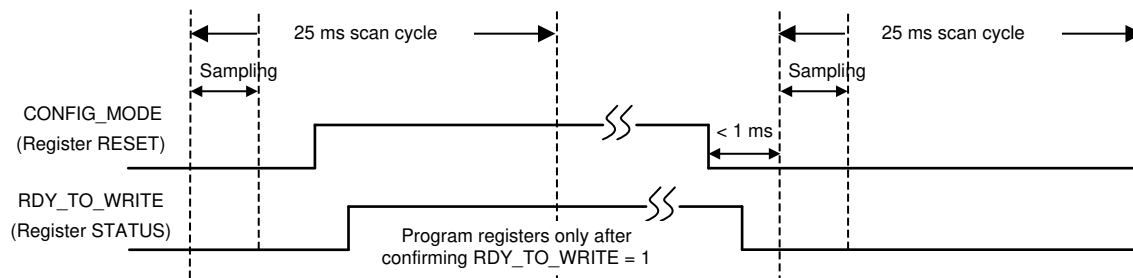 25 ms scan cycle
25 ms scan cycle
Sampling
Sampling
CONFIG_MODE
(Register RESET)
< 1 ms
RDY_TO_WRITE
(Register STATUS)
Program registers only after
confirming RDY_TO_WRITE = 1